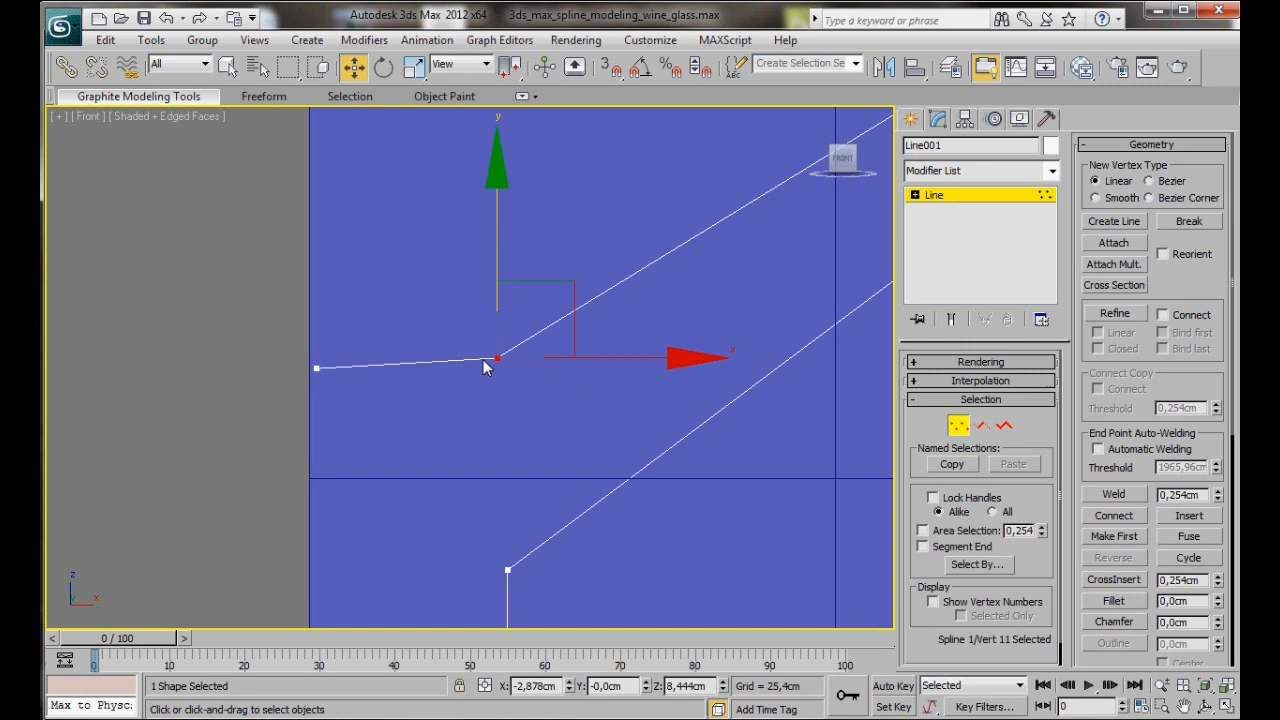 Autodesk 3ds Max 2012 x64    3ds_max_spline_modeling_wine_glass.max    Type a keyword or phrase
Edit    Tools    Group    Views    Create    Modifiers    Animation    Graph Editors    Rendering    Customize    MAXScript    Help
All    View    3    ABC    Create Selection Se
Graphite Modeling Tools    Freeform    Selection    Object Paint
[ + ] [ Front ] [ Shaded + Edged Faces ]
y
FRONT
x
z
x
Line001
Modifier List
Line
Rendering
Interpolation
Selection
Named Selections:
Copy    Paste
Lock Handles
Alike    All
Area Selection: 0,254
Segment End
Select By...
Display
Show Vertex Numbers
Selected Only
Spline 1/Vert 11 Selected
Geometry
New Vertex Type
Linear    Bezier
Smooth    Bezier Corner
Create Line    Break
Attach    Reorient
Attach Mult.
Cross Section
Refine    Connect
Linear    Bind first
Closed    Bind last
Connect Copy
Connect
Threshold    0,254cm
End Point Auto-Welding
Automatic Welding
Threshold    1965,96cm
Weld    0,254cm
Connect    Insert
Make First    Fuse
Reverse    Cycle
CrossInsert    0,254cm
Fillet    0,0cm
Chamfer    0,0cm
Outline    0,0cm
Center
< 0 / 100 >
0    10    20    30    40    50    60    70    80    90    100
1 Shape Selected    X: -2,878cm    Y: -0,0cm    Z: 8,444cm    Grid = 25,4cm    Auto Key    Selected
Max to Physc    Click or click-and-drag to select objects    Add Time Tag    Set Key    Key Filters...    0